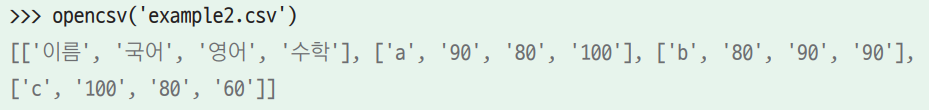 >>> opencsv('example2.csv')
[['이름', '국어', '영어', '수학'], ['a', '90', '80', '100'], ['b', '80', '90', '90'],
['c', '100', '80', '60']]